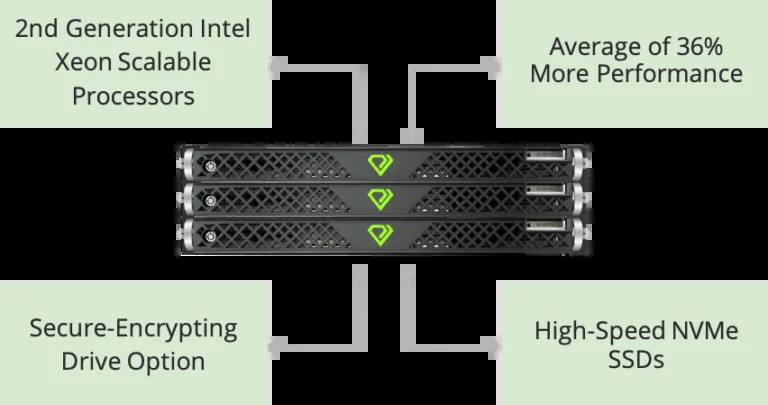 2nd Generation Intel
Xeon Scalable
Processors
Average of 36%
More Performance
Secure-Encrypting
Drive Option
High-Speed NVMe
SSDs